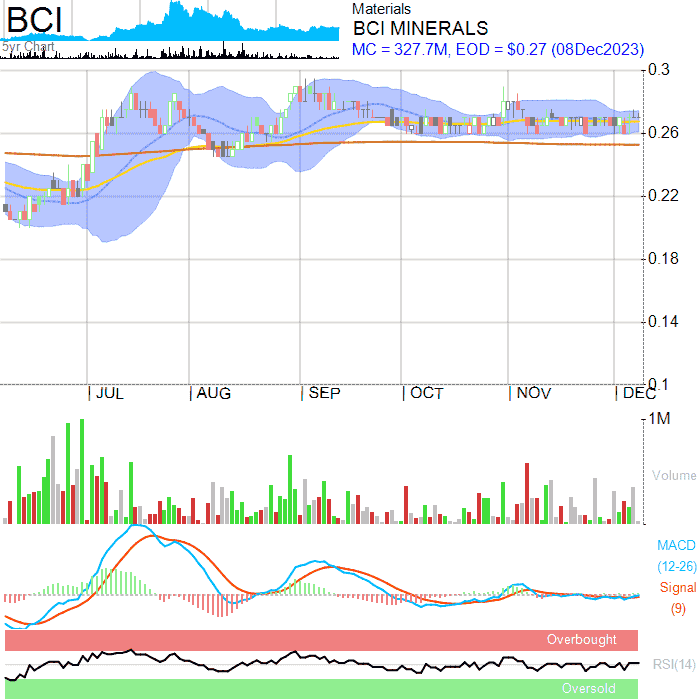 BCI
5yr Chart
Materials
BCI MINERALS
MC = 327.7M, EOD = $0.27 (08Dec2023)
0.3
0.26
0.22
0.18
0.14
0.1
JUL AUG SEP OCT NOV DEC
1M
Volume
MACD
(12-26)
Signal
(9)
Overbought
RSI(14)
Oversold